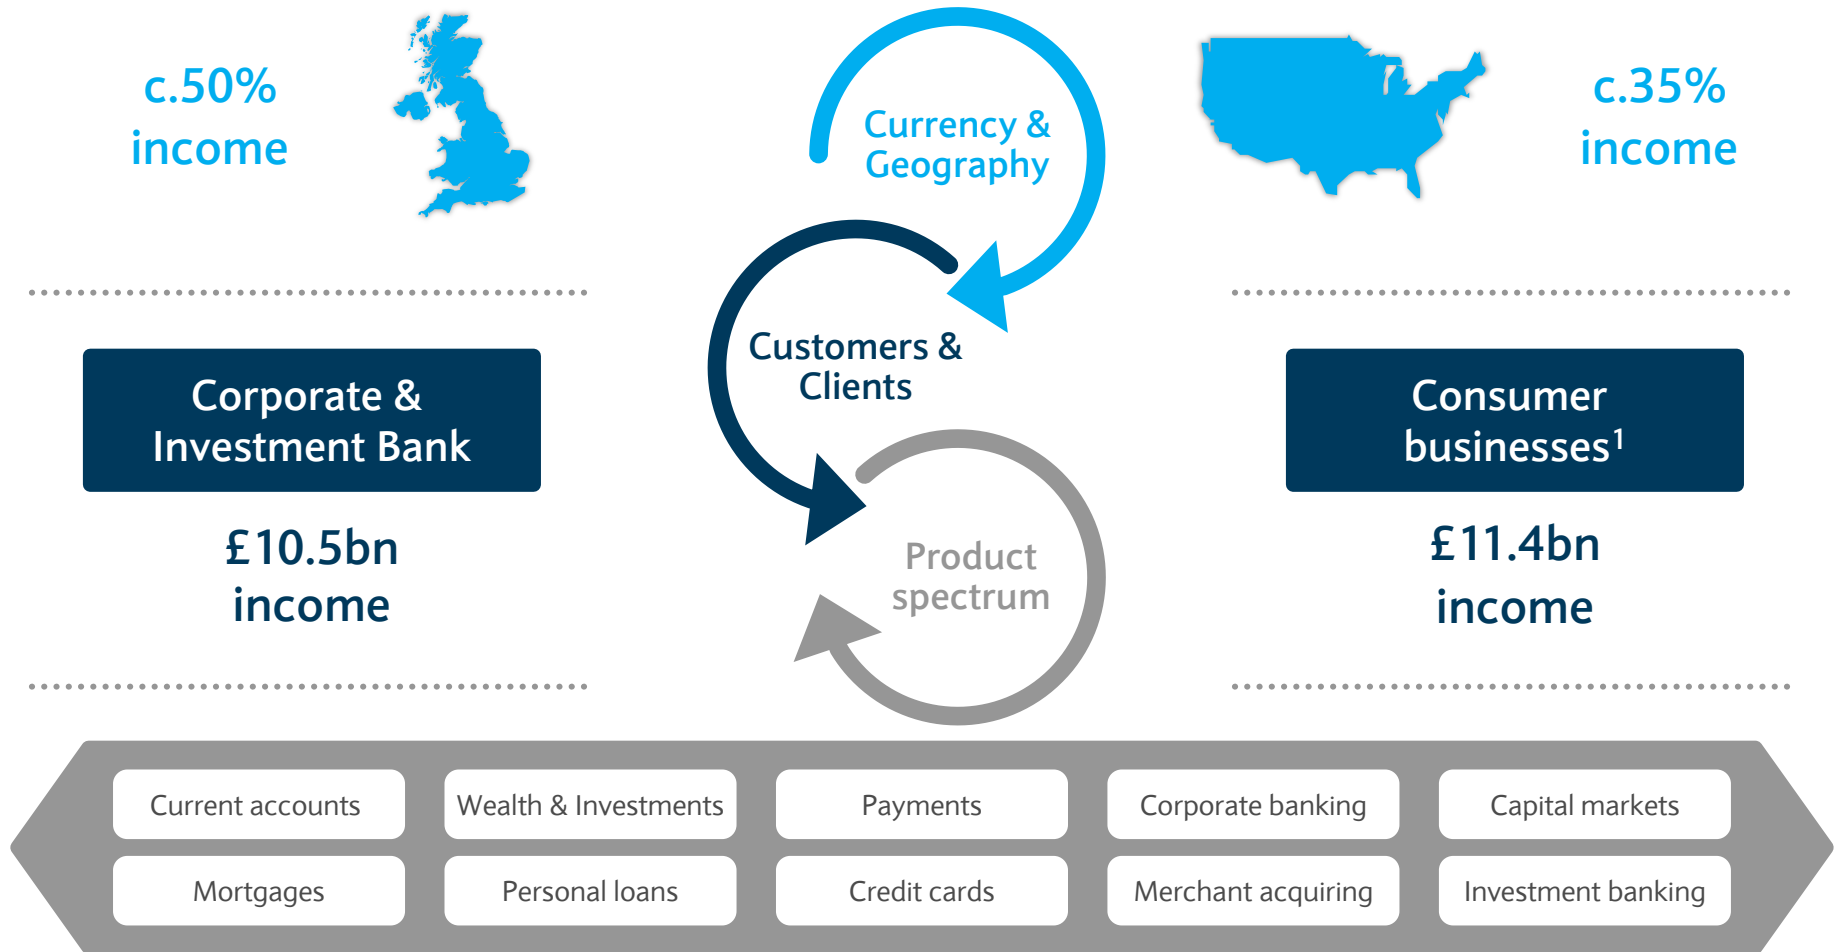 c.50%
income
Currency &
Geography
c.35%
income
Customers &
Clients
Corporate &
Investment Bank
£10.5bn
income
Consumer
businesses¹
£11.4bn
income
Product
spectrum
Current accounts
Wealth & Investments
Payments
Corporate banking
Capital markets
Mortgages
Personal loans
Credit cards
Merchant acquiring
Investment banking